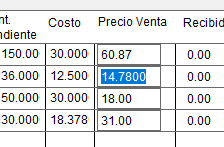 nt. Costo Precio Venta Recibid
ndiente
150.00 30.000 60.87 0.00
36.000 12.500 14.7800 0.00
50.000 30.000 18.00 0.00
30.000 18.378 31.00 0.00